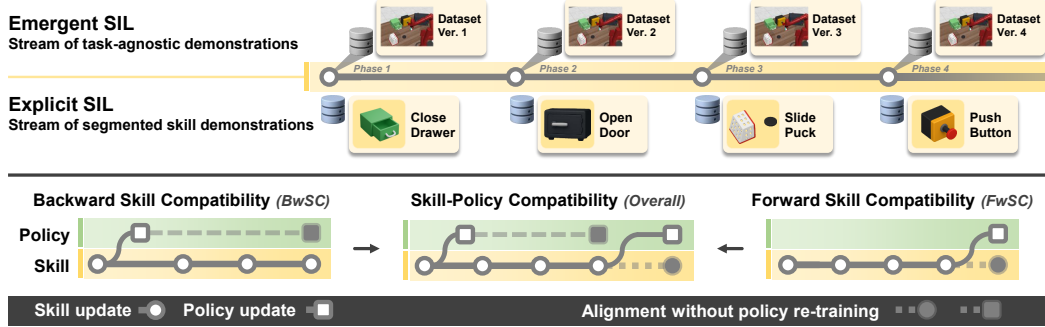 Emergent SIL
Stream of task-agnostic demonstrations
Dataset
Ver. 1
Dataset
Ver. 2
Dataset
Ver. 3
Dataset
Ver. 4
Phase 1
Phase 2
Phase 3
Phase 4
Explicit SIL
Stream of segmented skill demonstrations
Close
Drawer
Open
Door
Slide
Puck
Push
Button
Backward Skill Compatibility (BwSC)
Skill-Policy Compatibility (Overall)
Forward Skill Compatibility (FwSC)
Policy
Skill
Skill update
Policy update
Alignment without policy re-training